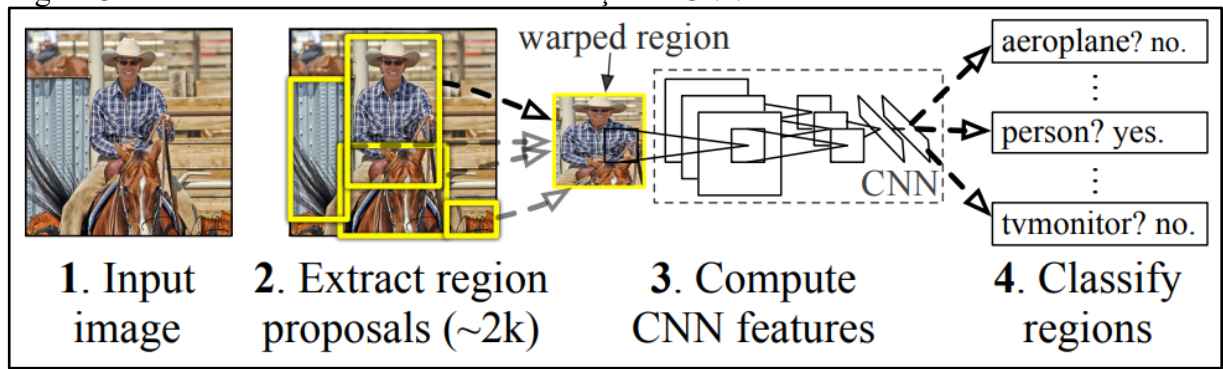 warped region
aeroplane? no.
person? yes.
CNN
tvmonitor? no.
1. Input
image
2. Extract region
proposals (~2k)
3. Compute
CNN features
4. Classify
regions